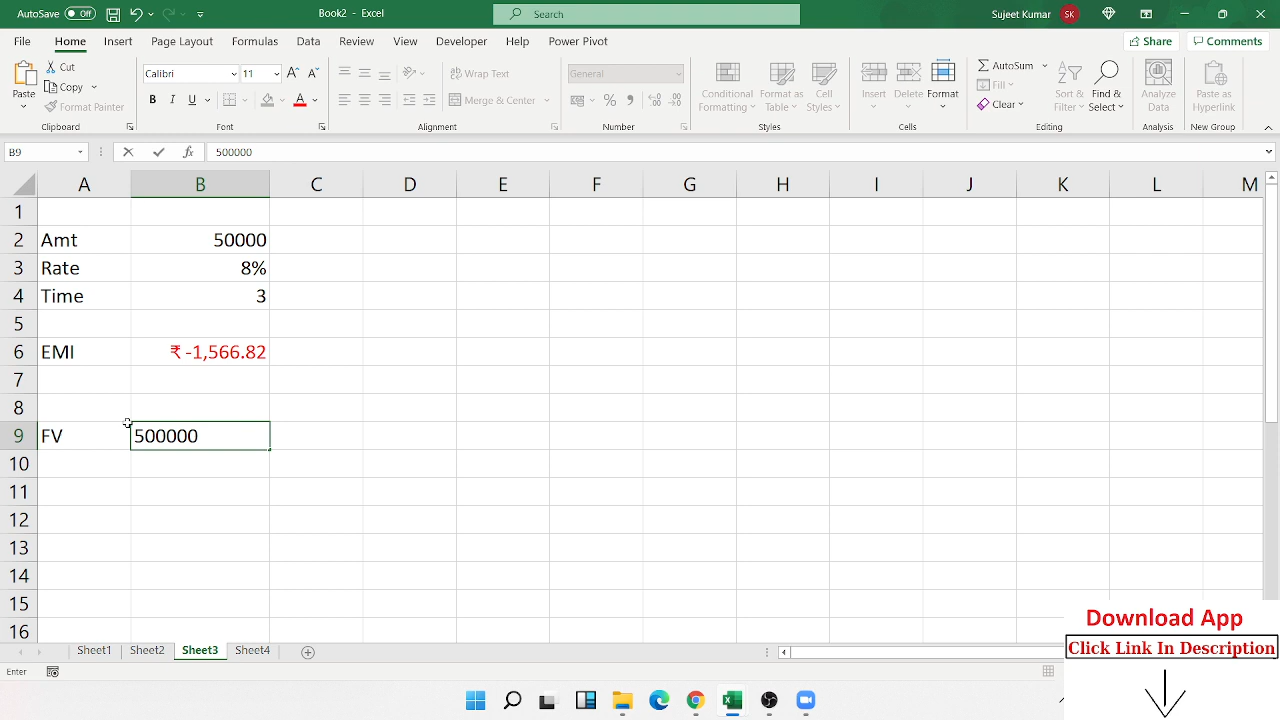 AutoSave Off Book2 - Excel Search Sujeet Kumar SK
File Home Insert Page Layout Formulas Data Review View Developer Help Power Pivot Share Comments
Paste Cut Copy Format Painter Clipboard
Calibri 11 B I U A A A Font
Wrap Text Merge & Center Alignment
General % Number
Conditional Formatting Format as Table Cell Styles Styles
Insert Delete Format Cells
AutoSum Fill Clear Sort & Filter Find & Select Editing
Analyze Data Analysis
Paste as Hyperlink New Group
B9 fx 500000
A B C D E F G H I J K L M
1
2 Amt 50000
3 Rate 8%
4 Time 3
5
6 EMI ₹ -1,566.82
7
8
9 FV 500000
10
11
12
13
14
15
16
Download App
Click Link In Description
Sheet1 Sheet2 Sheet3 Sheet4
Enter